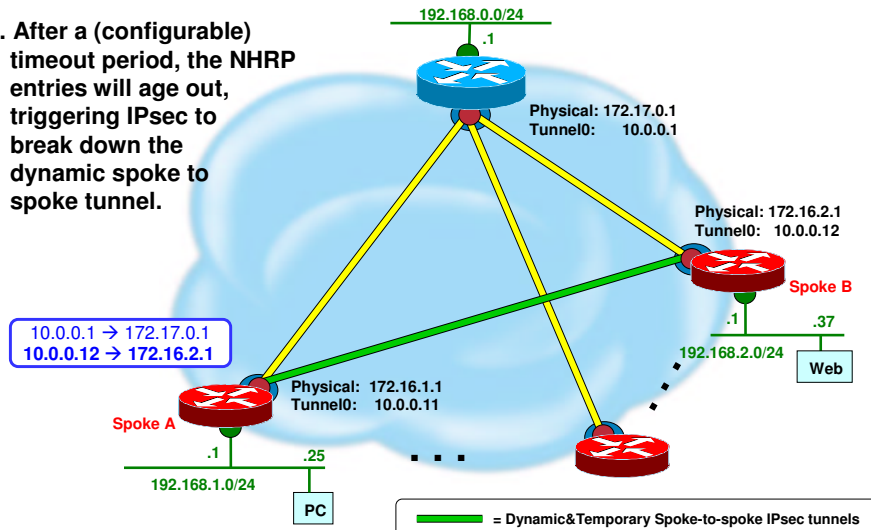 192.168.0.0/24
.1
. After a (configurable)
timeout period, the NHRP
entries will age out,
triggering IPsec to
break down the
dynamic spoke to
spoke tunnel.
Physical: 172.17.0.1
Tunnel0: 10.0.0.1
Physical: 172.16.2.1
Tunnel0: 10.0.0.12
Spoke B
.1
.37
192.168.2.0/24
Web
10.0.0.1 → 172.17.0.1
10.0.0.12 → 172.16.2.1
Physical: 172.16.1.1
Tunnel0: 10.0.0.11
Spoke A
.1
.25
192.168.1.0/24
PC
. . .
= Dynamic&Temporary Spoke-to-spoke IPsec tunnels